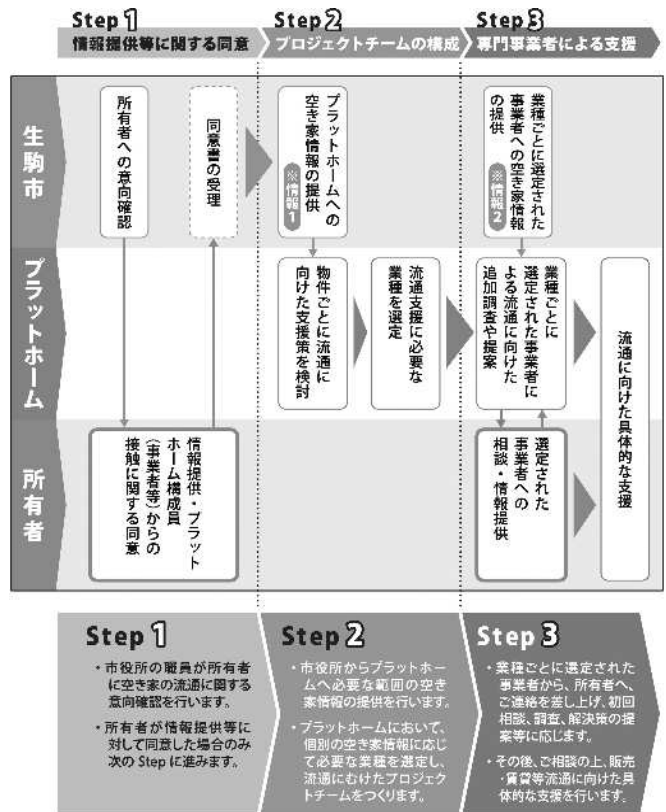 Step 1
情報提供等に関する同意
Step 2
プロジェクトチームの構成
Step 3
専門事業者による支援
生駒市
所有者への意向確認
同意書の受理
プラットホームへの
空き家情報の提供
※情報1
業種ごとに選定された
事業者への空き家情報
の提供
※情報2
プラットホーム
物件ごとに流通に
向けた支援策を検討
流通支援に必要な
業種を選定
業種ごとに
選定された事業者に
よる流通に向けた
追加調査や提案
流通に向けた具体的な支援
所有者
情報提供・プラット
ホーム構成員
(事業者等)からの
接触に関する同意
選定された
事業者への
相談・情報提供
Step 1
・市役所の職員が所有者
に空き家の流通に関する
意向確認を行います。
・所有者が情報提供等に
対して同意した場合のみ
次の Step に進みます。
Step 2
・市役所からプラットホー
ムへ必要な範囲の空き
家情報の提供を行います。
・プラットホームにおいて、
個別の空き家情報に応じ
て必要な業種を選定し、
流通にむけたプロジェク
トチームをつくります。
Step 3
・業種ごとに選定された
事業者から、所有者へ、
ご連絡を差し上げ、初回
相談、調査、解決策の提
案等に応じます。
・その後、ご相談の上、販売
・賃貸等流通に向けた具
体的な支援を行います。